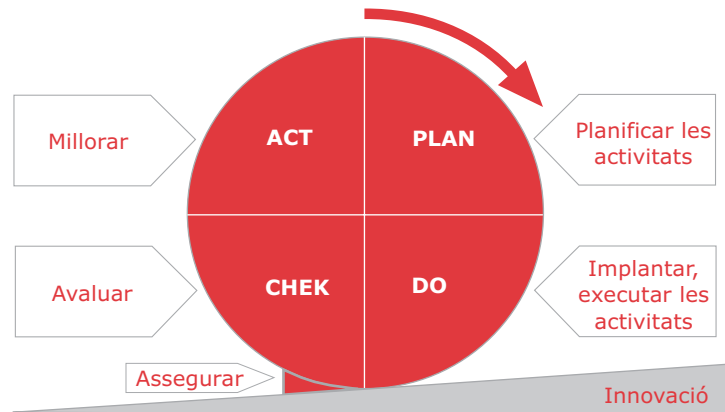 Millorar
ACT
PLAN
Planificar les
activitats
Avaluar
CHEK
DO
Implantar,
executar les
activitats
Assegurar
Innovació